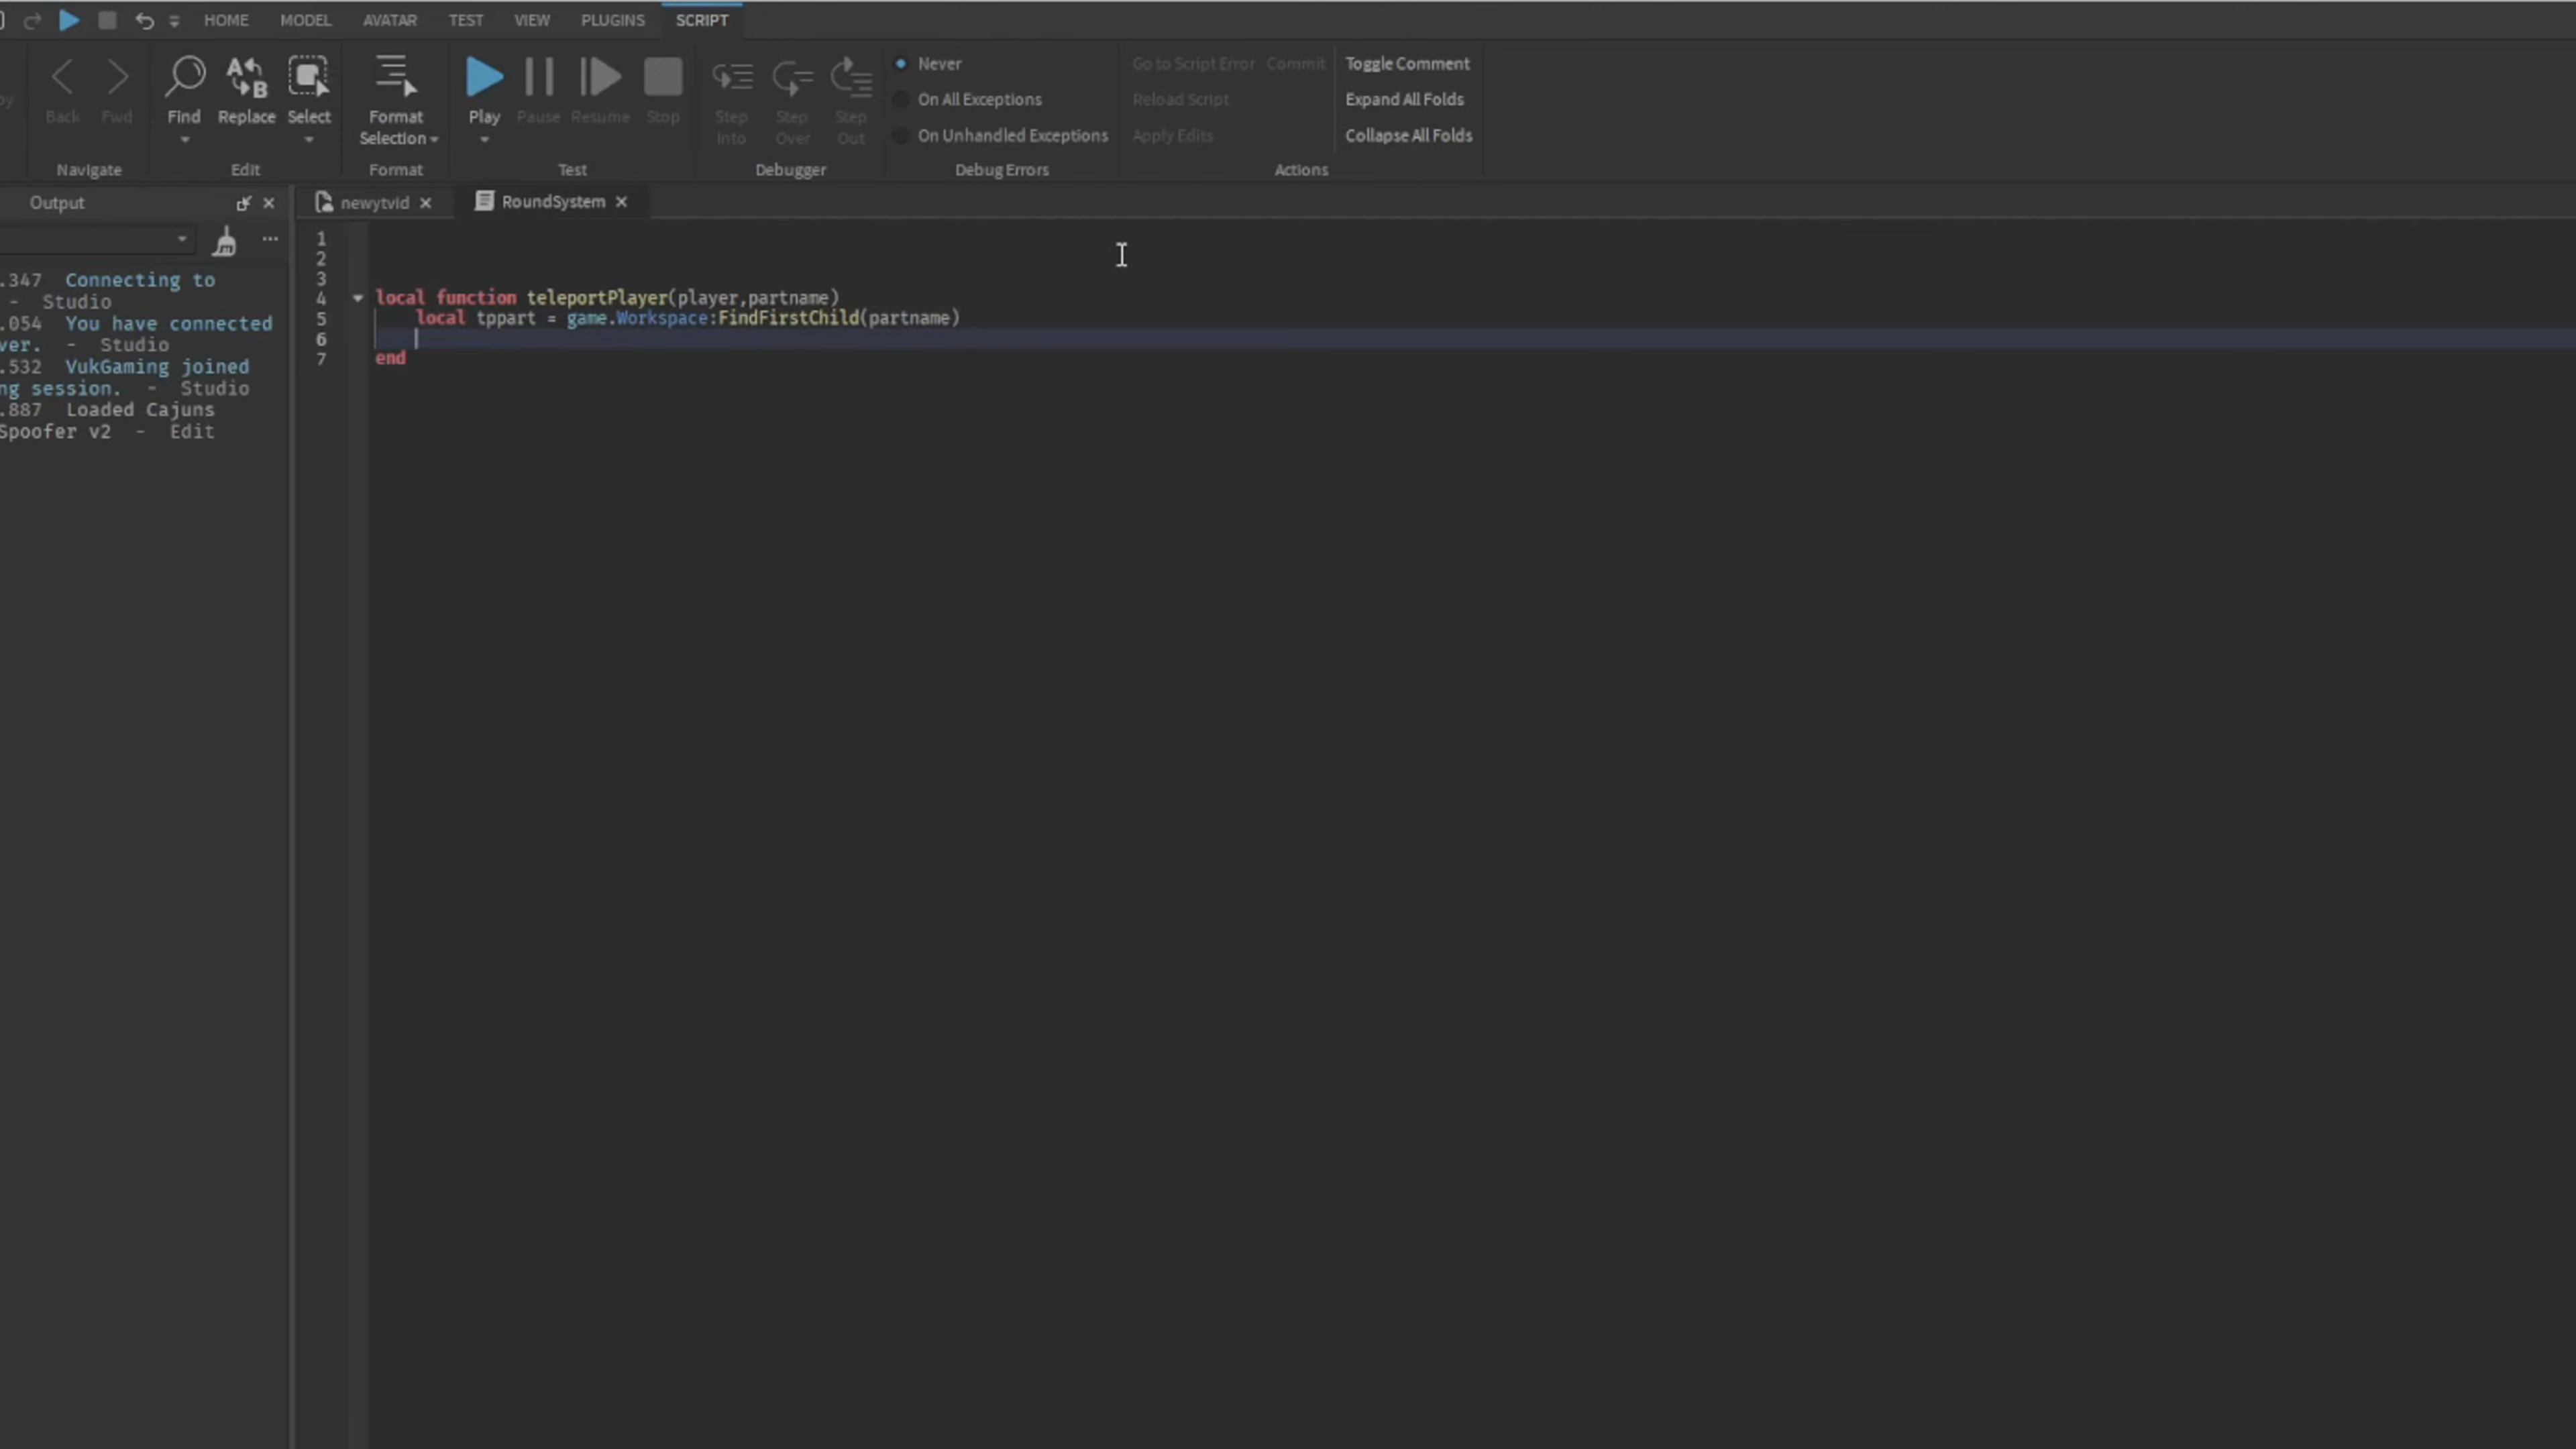 HOME MODEL AVATAR TEST VIEW PLUGINS SCRIPT
Back Fwd
Navigate
Find Replace Select
Edit
Format Selection
Format
Play Pause Resume Stop
Test
Step Into Step Over Step Out
Debugger
Never
On All Exceptions
On Unhandled Exceptions
Debug Errors
Go to Script Error Commit
Reload Script
Apply Edits
Actions
Toggle Comment
Expand All Folds
Collapse All Folds
Output
newytvid
RoundSystem
.347 Connecting to
- Studio
.054 You have connected
ver. - Studio
.532 VukGaming joined
ng session. - Studio
.887 Loaded Cajuns
Spoofer v2 - Edit
1
2
3
4 local function teleportPlayer(player,partname)
5 local tppart = game.Workspace:FindFirstChild(partname)
6
7 end